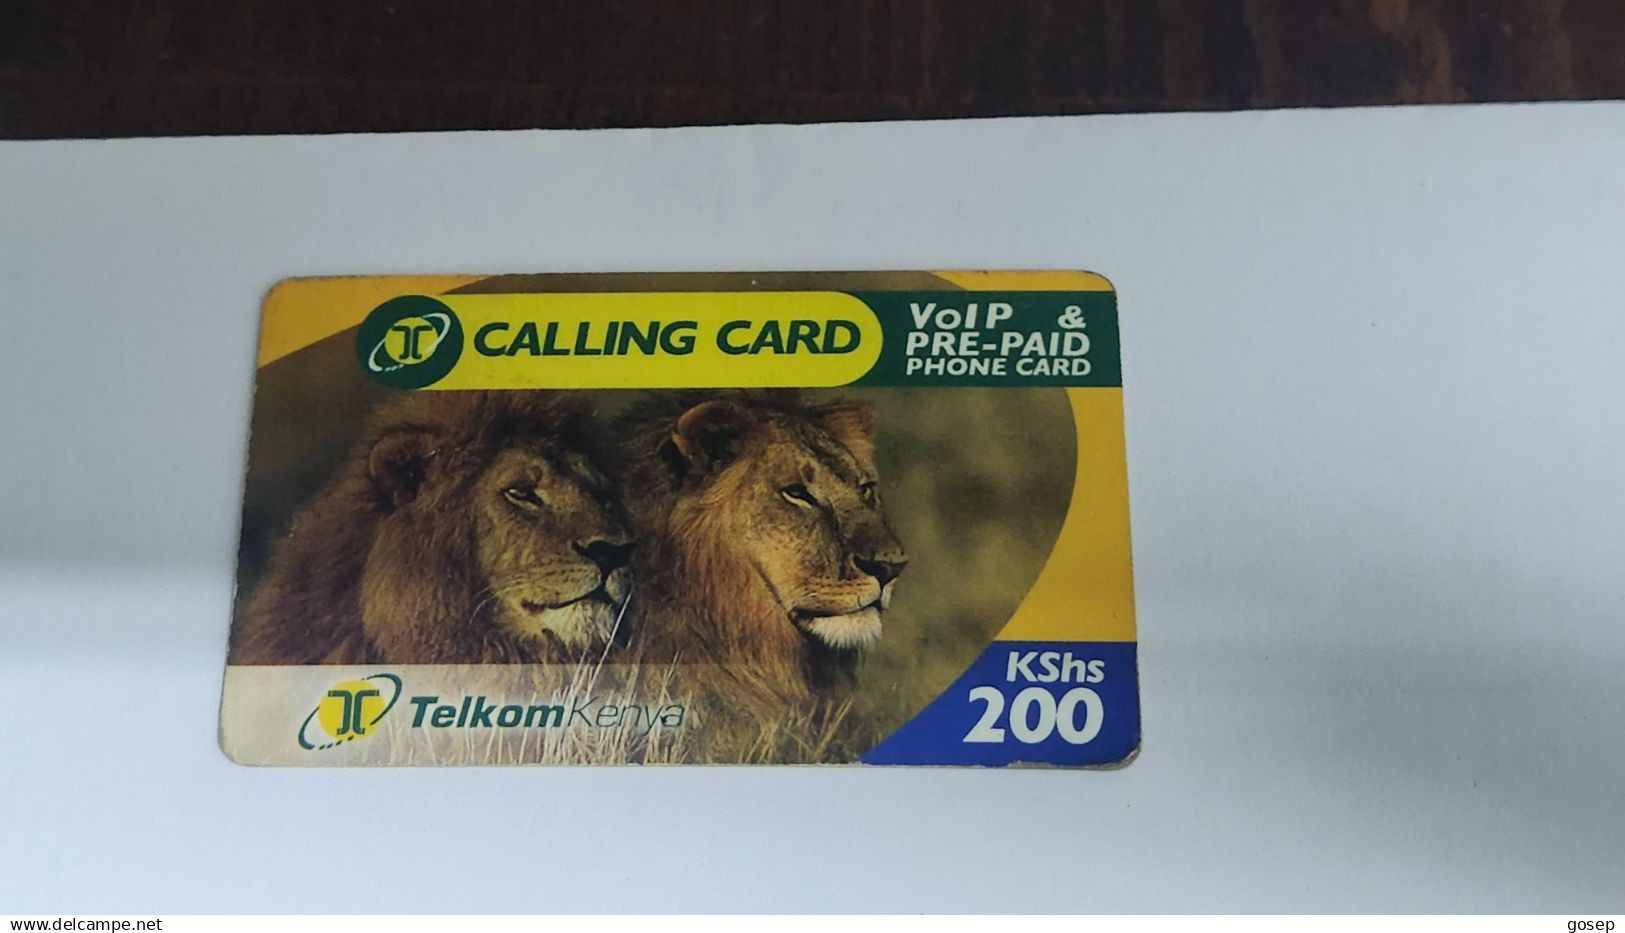 CALLING CARD
VoIP &
PRE-PAID
PHONE CARD
KShs
200
TelkomKenya
www.delcampe.net
gosep